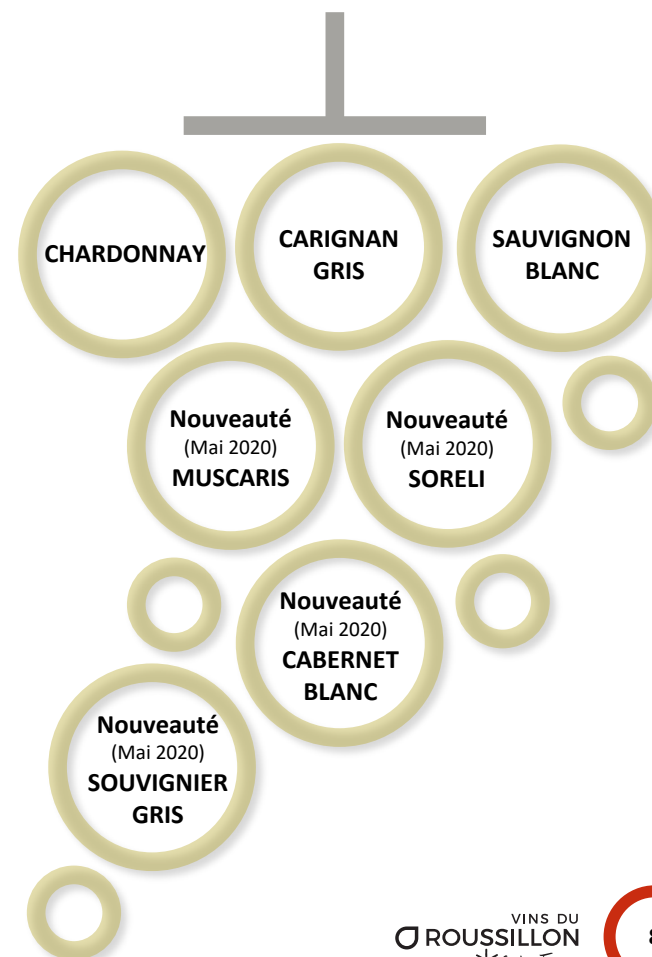 CHARDONNAY
CARIGNAN
GRIS
SAUVIGNON
BLANC
Nouveauté
(Mai 2020)
MUSCARIS
Nouveauté
(Mai 2020)
SORELI
Nouveauté
(Mai 2020)
CABERNET
BLANC
Nouveauté
(Mai 2020)
SOUVIGNIER
GRIS
VINS DU
ROUSSILLON